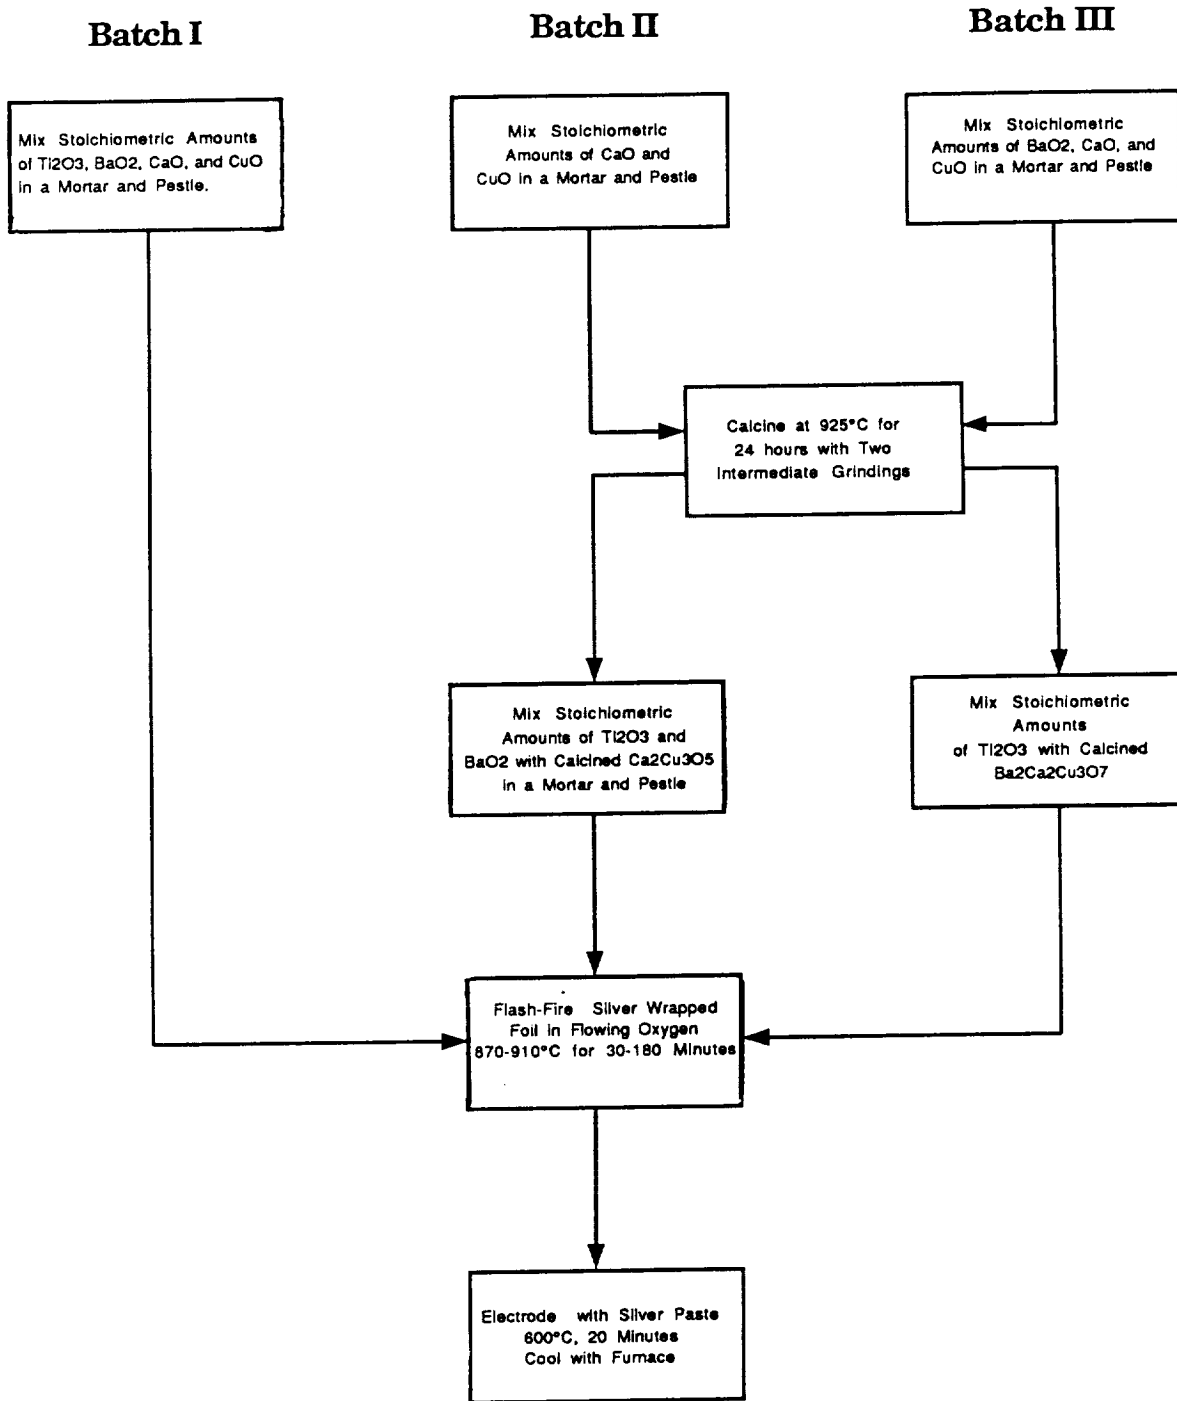 Batch I
Batch II
Batch III
Mix Stoichiometric Amounts
of Tl2O3, BaO2, CaO, and CuO
in a Mortar and Pestle.
Mix Stoichiometric
Amounts of CaO and
CuO in a Mortar and Pestle
Mix Stoichiometric
Amounts of BaO2, CaO, and
CuO in a Mortar and Pestle
Calcine at 925°C for
24 hours with Two
Intermediate Grindings
Mix Stoichiometric
Amounts of Tl2O3 and
BaO2 with Calcined Ca2Cu3O5
in a Mortar and Pestle
Mix Stoichiometric
Amounts
of Tl2O3 with Calcined
Ba2Ca2Cu3O7
Flash-Fire Silver Wrapped
Foil in Flowing Oxygen
870-910°C for 30-180 Minutes
Electrode with Silver Paste
600°C, 20 Minutes
Cool with Furnace